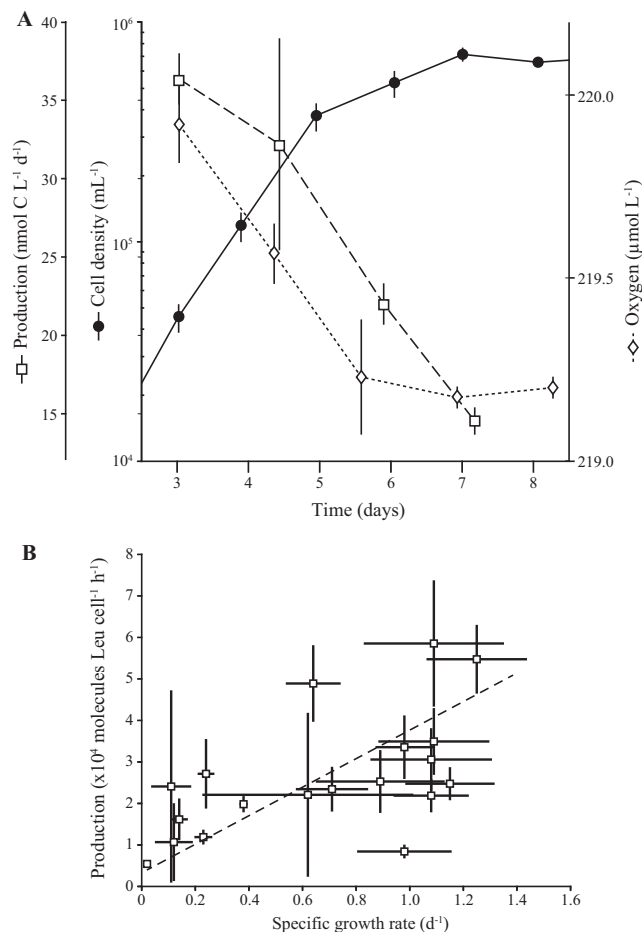 A
Production (nmol C L-1 d-1)
40
35
30
25
20
15
Cell density (mL-1)
10⁶
10⁵
10⁴
220.0
219.5
219.0
Oxygen (µmol L-1)
3 4 5 6 7 8
Time (days)
B
Production (x10⁴ molecules Leu cell-1 h-1)
8
7
6
5
4
3
2
1
0
0 0.2 0.4 0.6 0.8 1.0 1.2 1.4 1.6
Specific growth rate (d-1)